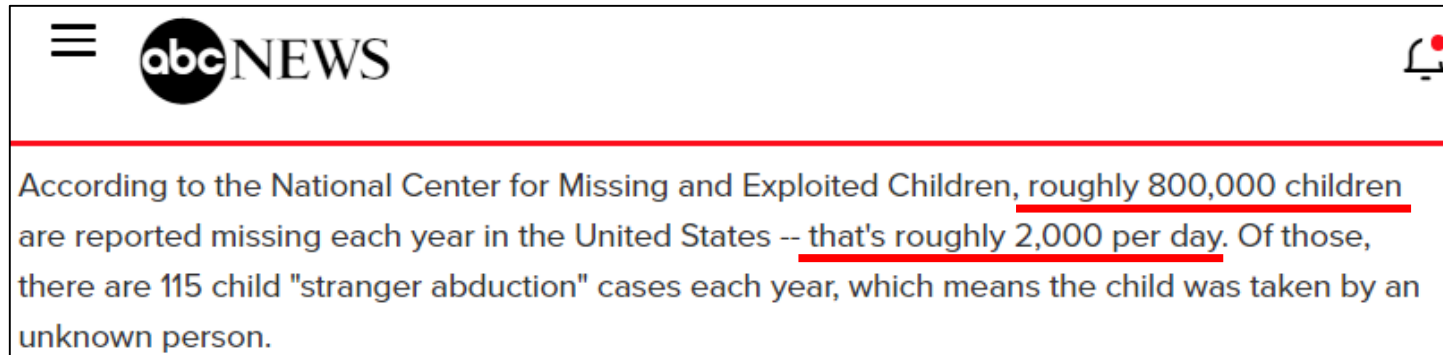 abc NEWS
According to the National Center for Missing and Exploited Children, roughly 800,000 children
are reported missing each year in the United States -- that's roughly 2,000 per day. Of those,
there are 115 child "stranger abduction" cases each year, which means the child was taken by an
unknown person.